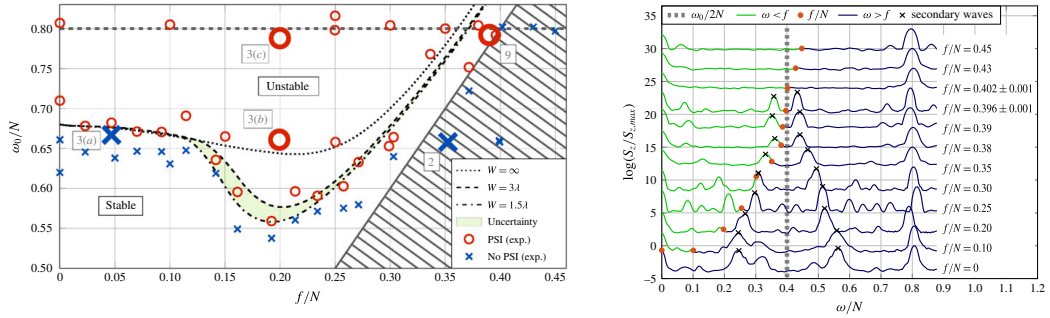 0.80
0.75
0.70
0.65
0.60
0.55
0.50
ω0/N
0 0.05 0.10 0.15 0.20 0.25 0.30 0.35 0.40 0.45
f/N
3(c)
9
Unstable
3(b)
3(a)
2
Stable
W = ∞
W = 3λ
W = 1.5λ
Uncertainty
PSI (exp.)
No PSI (exp.)
ω0/2N ω < f f/N ω > f secondary waves
log(Sz/Sz,max)
35
30
25
20
15
10
5
0
−5
f/N = 0.45
f/N = 0.43
f/N = 0.402 ± 0.001
f/N = 0.396 ± 0.001
f/N = 0.39
f/N = 0.38
f/N = 0.35
f/N = 0.30
f/N = 0.25
f/N = 0.20
f/N = 0.10
f/N = 0
0 0.1 0.2 0.3 0.4 0.5 0.6 0.7 0.8 0.9 1.0 1.1 1.2
ω/N